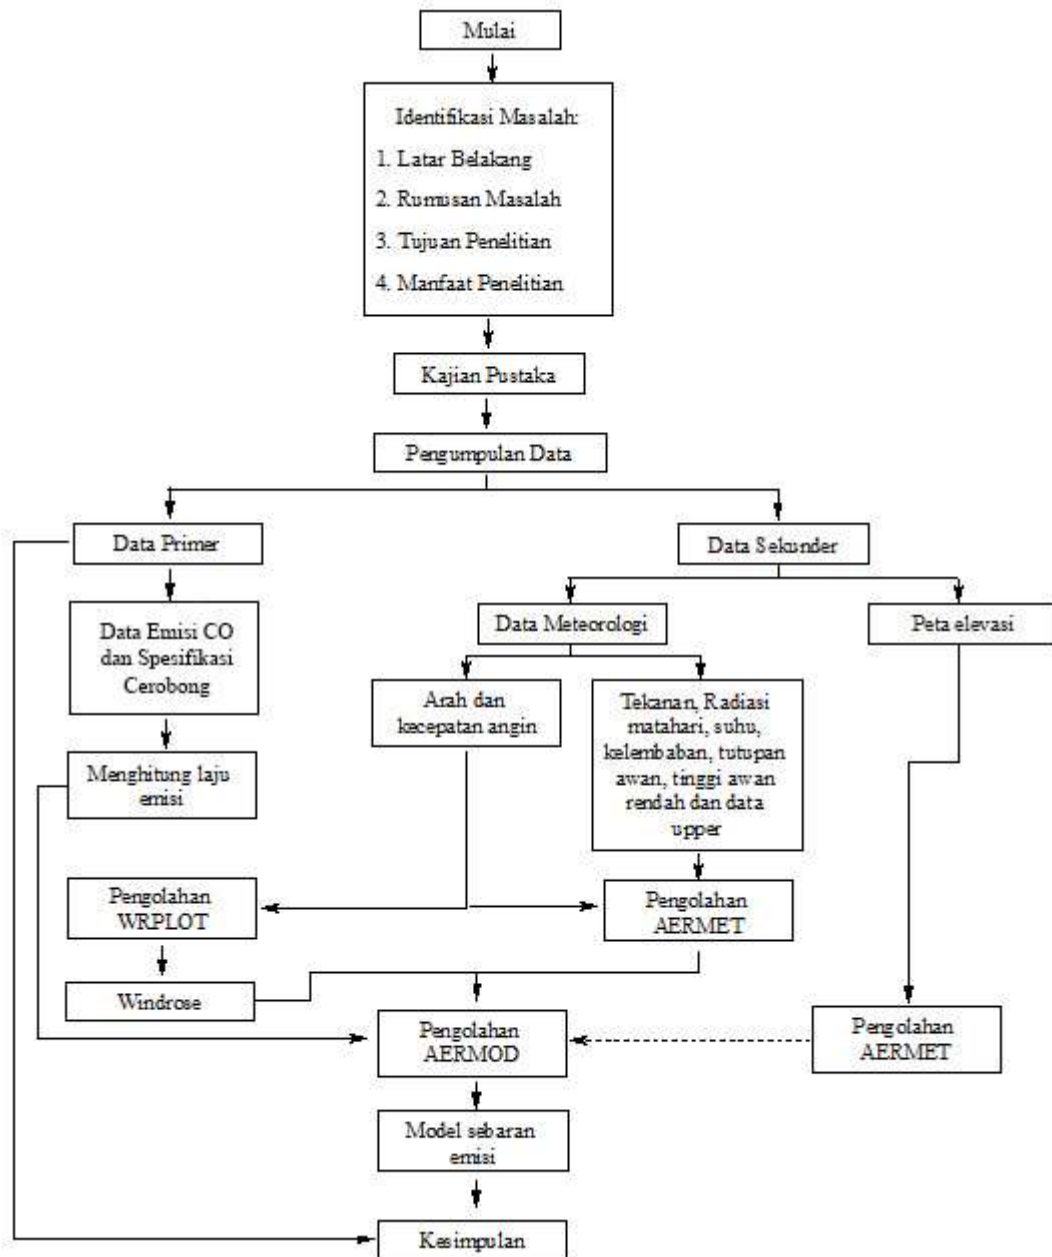 Mulai
Identifikasi Masalah:
1. Latar Belakang
2. Rumusan Masalah
3. Tujuan Penelitian
4. Manfaat Penelitian
Kajian Pustaka
Pengumpulan Data
Data Primer
Data Sekunder
Data Emisi CO
dan Spesifikasi
Cerobong
Data Meteorologi
Peta elevasi
Arah dan
kecepatan angin
Tekanan, Radiasi
matahari, suhu,
kelembaban, tutupan
awan, tinggi awan
rendah dan data
upper
Menghitung laju
emisi
Pengolahan
WRPLOT
Pengolahan
AERMET
Windrose
Pengolahan
AERMOD
Pengolahan
AERMET
Model sebaran
emisi
Kesimpulan